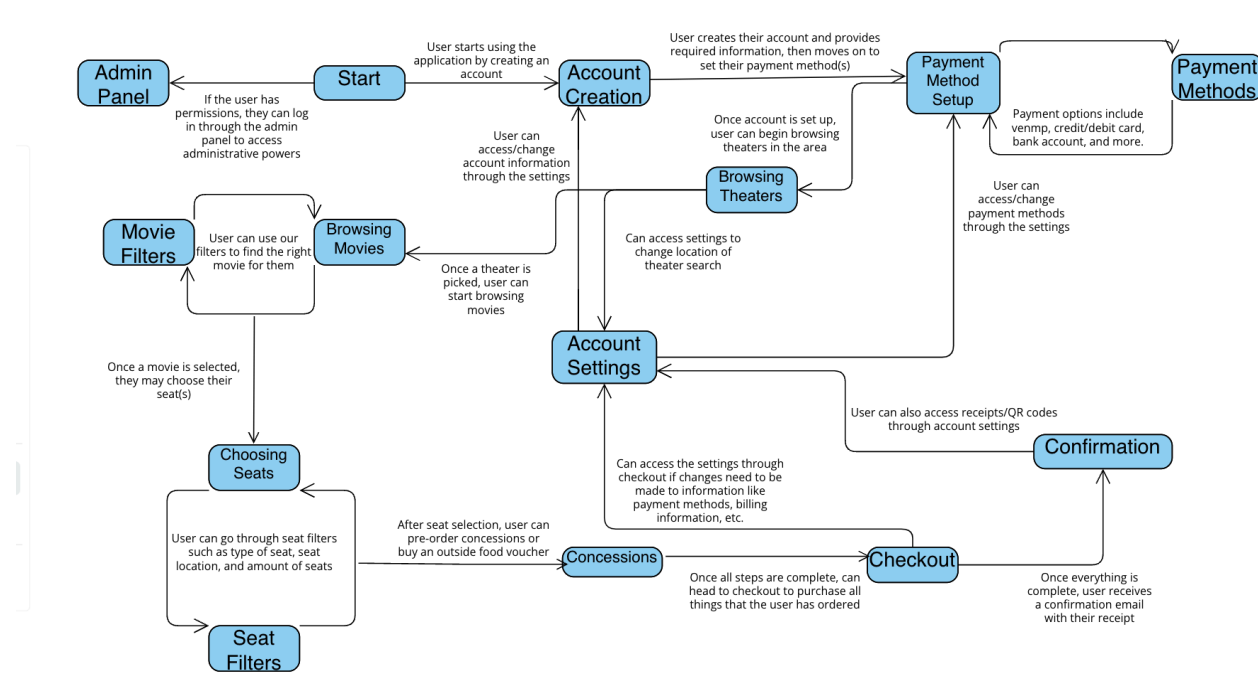 User starts using the
application by creating an
account
User creates their account and provides
required information, then moves on to
set their payment method(s)
Admin
Panel
Start
Account
Creation
Payment
Method
Setup
Payment
Methods
If the user has
permissions, they can log
in through the admin
panel to access
administrative powers
User can
access/change
account information
through the settings
Once account is set up,
user can begin browsing
theaters in the area
Payment options include
venmp, credit/debit card,
bank account, and more.
Browsing
Theaters
User can
access/change
payment methods
through the settings
Movie
Filters
User can use our
filters to find the right
movie for them
Browsing
Movies
Can access settings to
change location of
theater search
Once a theater is
picked, user can
start browsing
movies
Account
Settings
Once a movie is selected,
they may choose their
seat(s)
User can also access receipts/QR codes
through account settings
Confirmation
Choosing
Seats
Can access the settings through
checkout if changes need to be
made to information like
payment methods, billing
information, etc.
User can go through seat filters
such as type of seat, seat
location, and amount of seats
After seat selection, user can
pre-order concessions or
buy an outside food voucher
Concessions
Checkout
Once all steps are complete, can
head to checkout to purchase all
things that the user has ordered
Once everything is
complete, user receives
a confirmation email
with their receipt
Seat
Filters